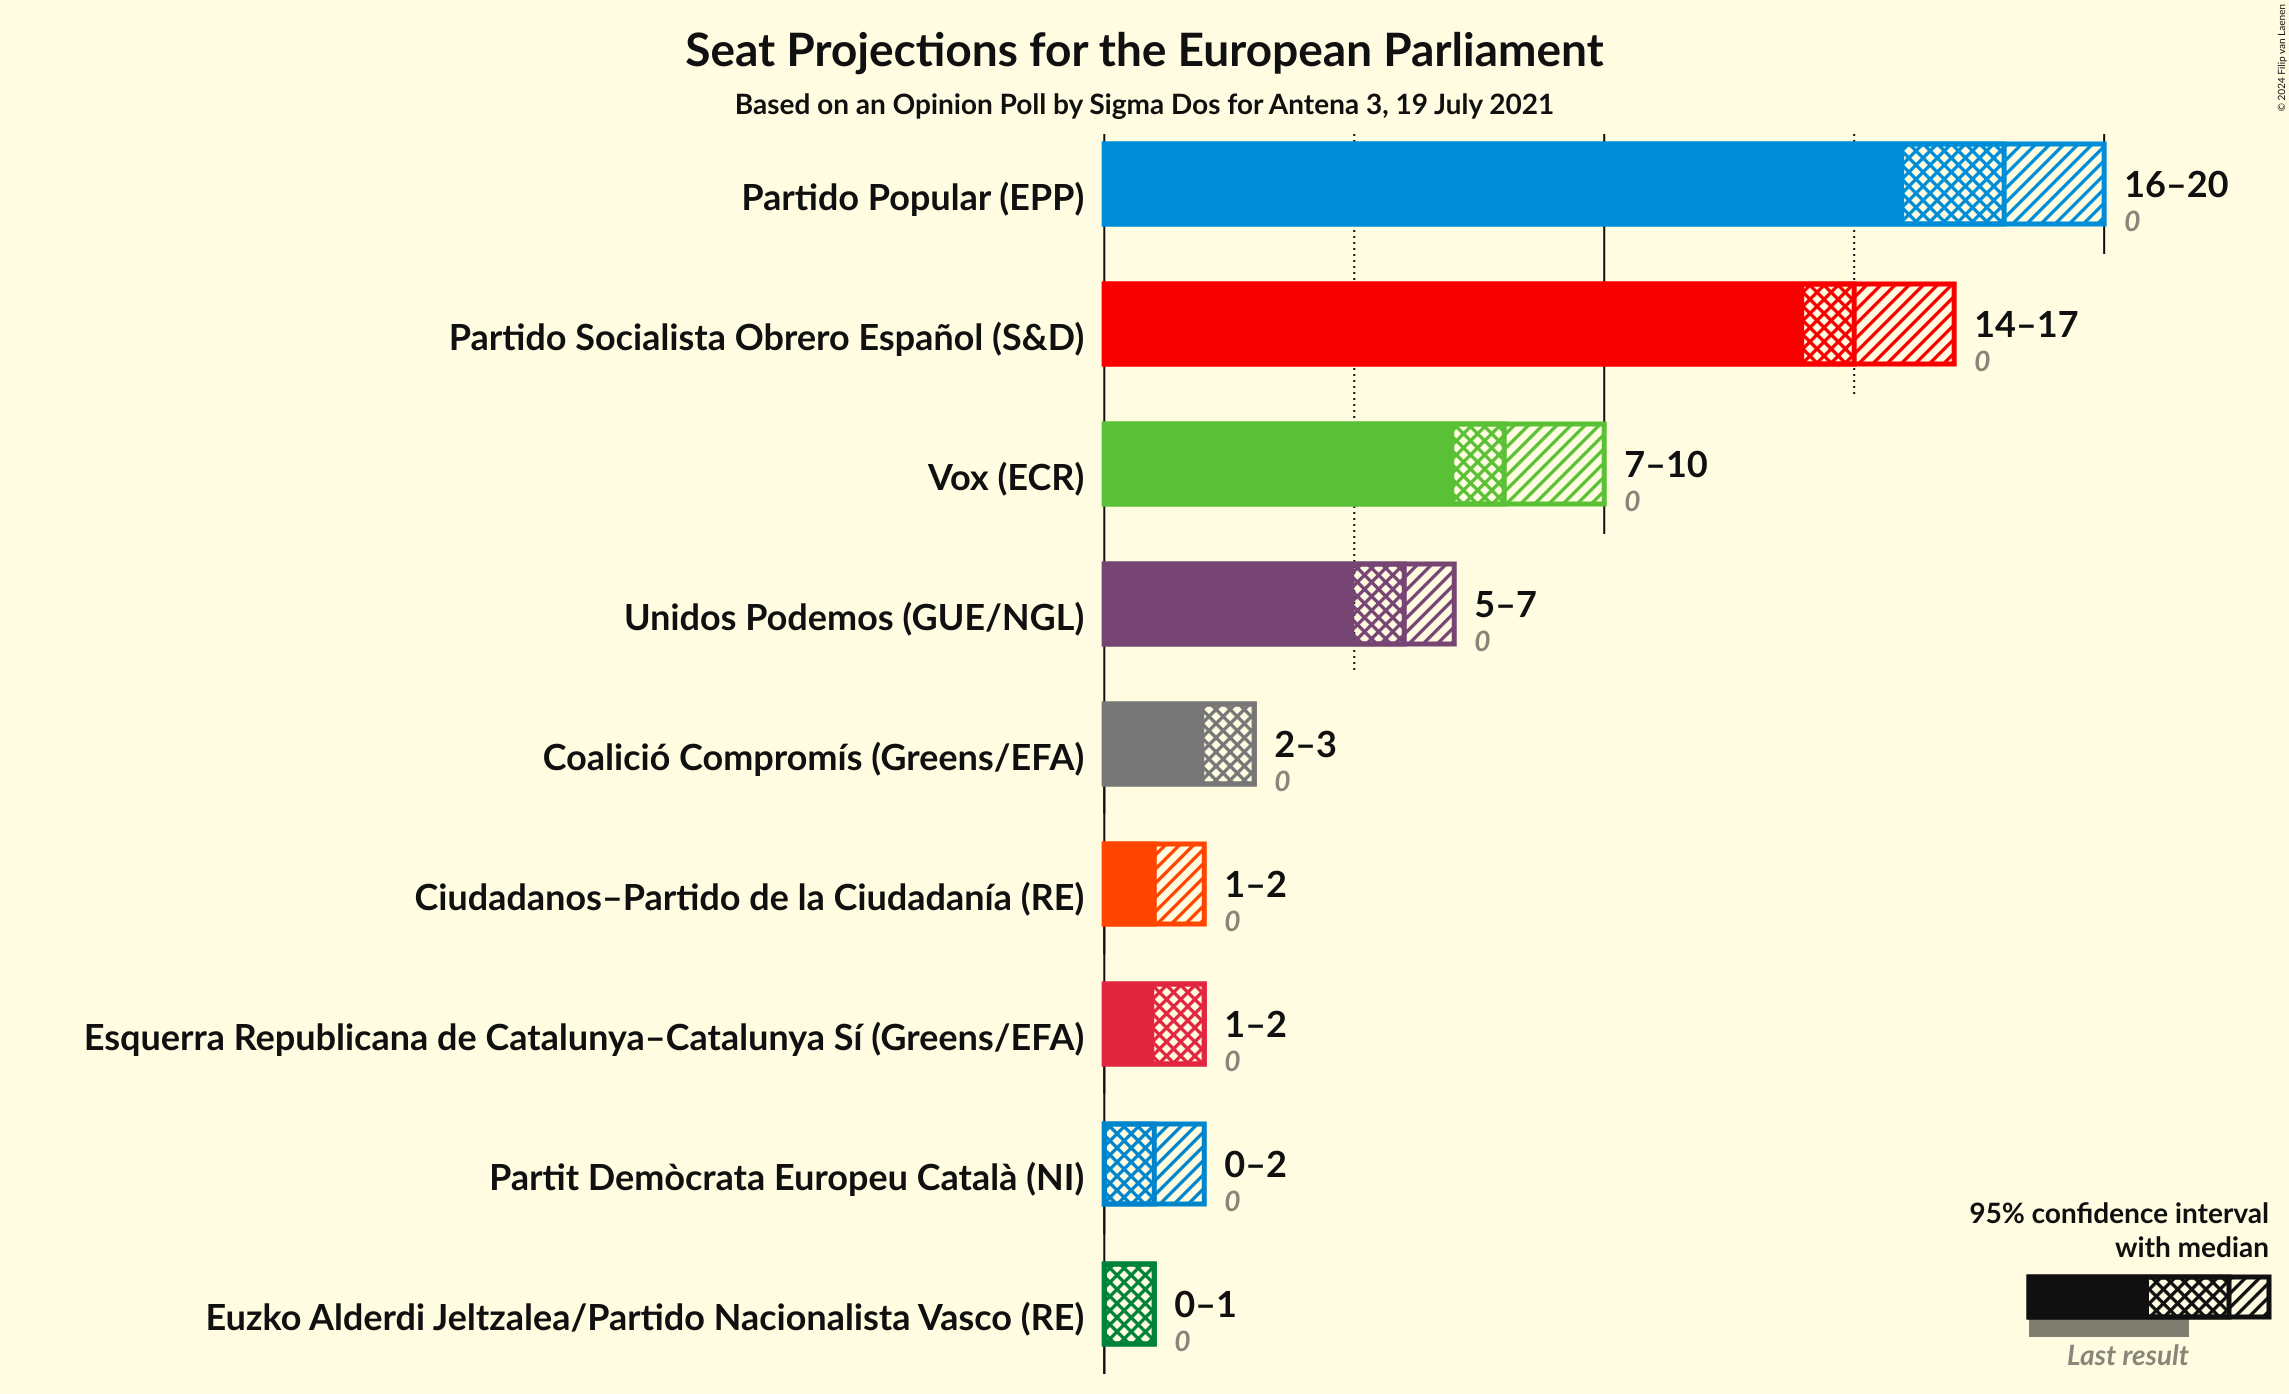 Seat Projections for the European Parliament
Based on an Opinion Poll by Sigma Dos for Antena 3, 19 July 2021
© 2024 Filip van Laenen
Partido Popular (EPP)
16–20
0
Partido Socialista Obrero Español (S&D)
14–17
0
Vox (ECR)
7–10
0
Unidos Podemos (GUE/NGL)
5–7
0
Coalició Compromís (Greens/EFA)
2–3
0
Ciudadanos–Partido de la Ciudadanía (RE)
1–2
0
Esquerra Republicana de Catalunya–Catalunya Sí (Greens/EFA)
1–2
0
Partit Demòcrata Europeu Català (NI)
0–2
0
Euzko Alderdi Jeltzalea/Partido Nacionalista Vasco (RE)
0–1
0
95% confidence interval
with median
Last result